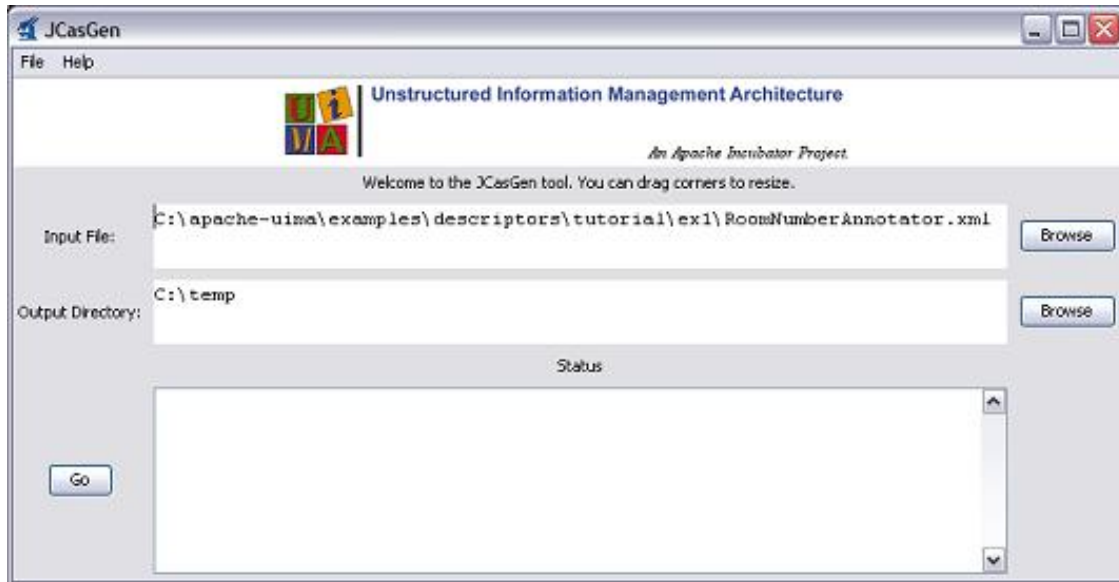 JCasGen
File Help
UiMA
Unstructured Information Management Architecture
An Apache Incubator Project.
Welcome to the JCasGen tool. You can drag corners to resize.
Input File:
C:\apache-uima\examples\descriptors\tutorial\ex1\RoomNumberAnnotator.xml
Browse
Output Directory:
C:\temp
Browse
Status
Go